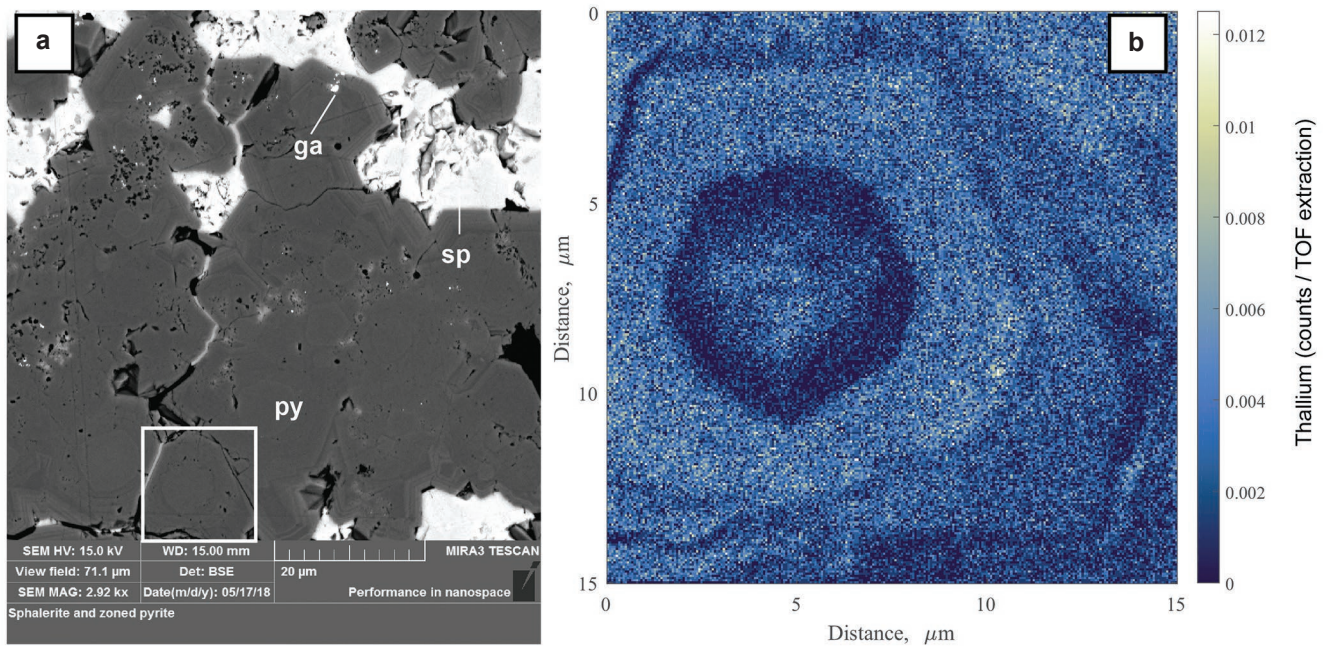 a
ga
sp
py
SEM HV: 15.0 kV
WD: 15.00 mm
MIRA3 TESCAN
View field: 71.1 µm
Det: BSE
20 µm
SEM MAG: 2.92 kx
Date(m/d/y): 05/17/18
Performance in nanospace
Sphalerite and zoned pyrite
b
0
5
10
15
Distance, µm
0
5
10
15
Distance, µm
0.012
0.01
0.008
0.006
0.004
0.002
0
Thallium (counts / TOF extraction)